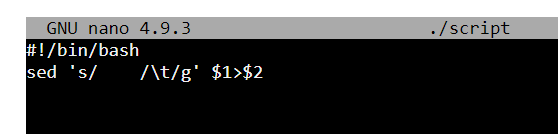 GNU nano 4.9.3 ./script
#!/bin/bash
sed 's/    /\t/g' $1>$2